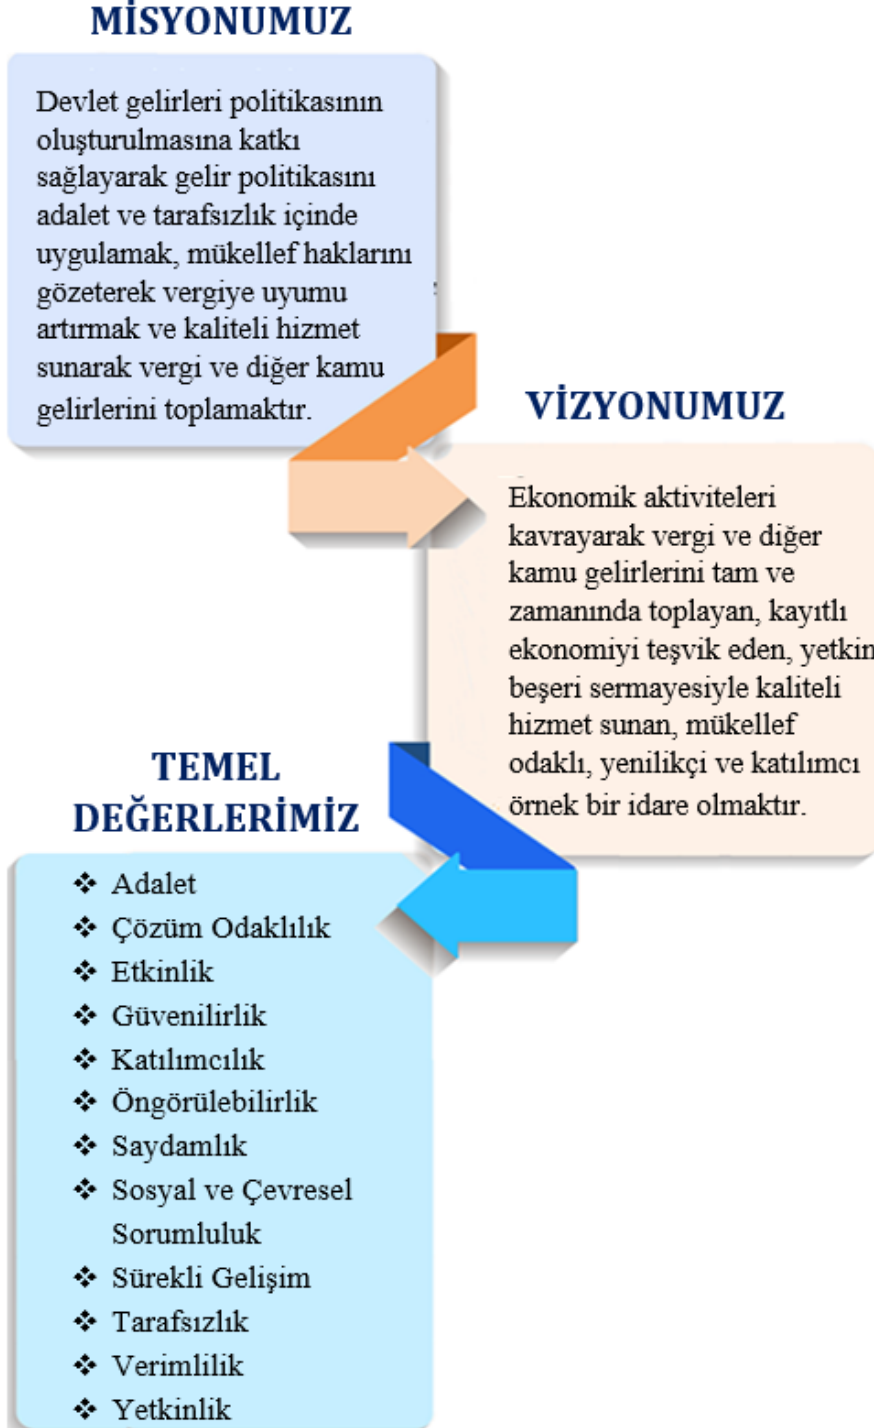 MİSYONUMUZ
Devlet gelirleri politikasının
oluşturulmasına katkı
sağlayarak gelir politikasını
adalet ve tarafsızlık içinde
uygulamak, mükellef haklarını
gözeterek vergiye uyumu
artırmak ve kaliteli hizmet
sunarak vergi ve diğer kamu
gelirlerini toplamaktır.
VİZYONUMUZ
Ekonomik aktiviteleri
kavrayarak vergi ve diğer
kamu gelirlerini tam ve
zamanında toplayan, kayıtlı
ekonomiyi teşvik eden, yetkin
beşeri sermayesiyle kaliteli
hizmet sunan, mükellef
odaklı, yenilikçi ve katılımcı
örnek bir idare olmaktır.
TEMEL
DEĞERLERİMİZ
❖ Adalet
❖ Çözüm Odaklılık
❖ Etkinlik
❖ Güvenilirlik
❖ Katılımcılık
❖ Öngörülebilirlik
❖ Saydamlık
❖ Sosyal ve Çevresel
Sorumluluk
❖ Sürekli Gelişim
❖ Tarafsızlık
❖ Verimlilik
❖ Yetkinlik